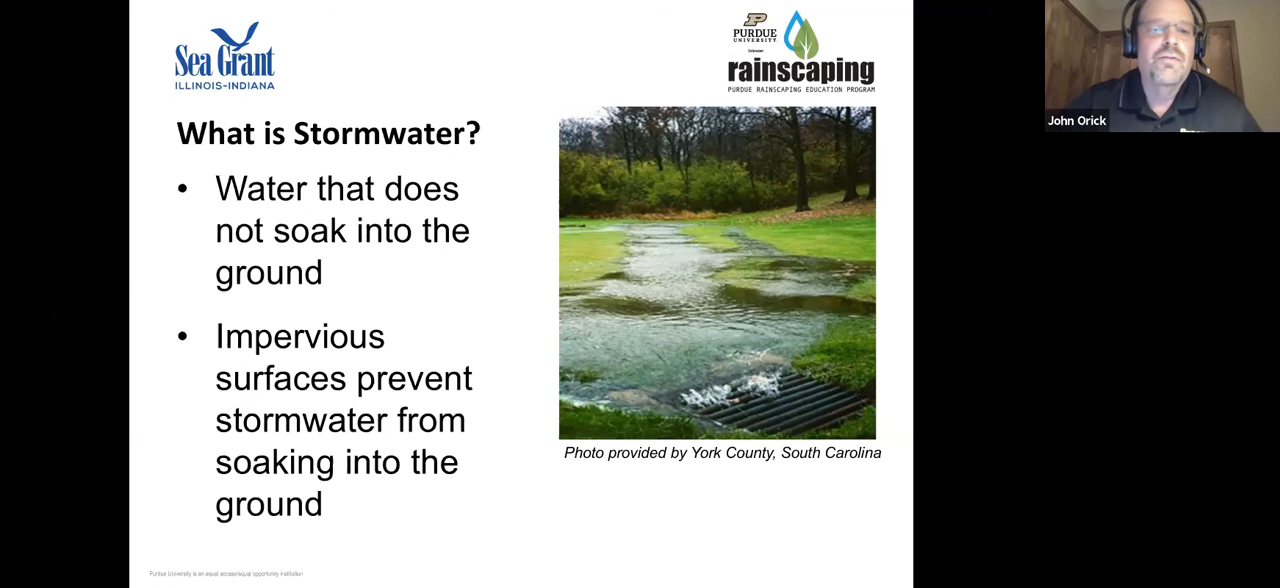 Sea Grant
ILLINOIS-INDIANA
PURDUE
UNIVERSITY
Extension
rainscaping
PURDUE RAINSCAPING EDUCATION PROGRAM
What is Stormwater?
• Water that does
not soak into the
ground
• Impervious
surfaces prevent
stormwater from
soaking into the
ground
Photo provided by York County, South Carolina
Purdue University is an equal access/equal opportunity institution
John Orick